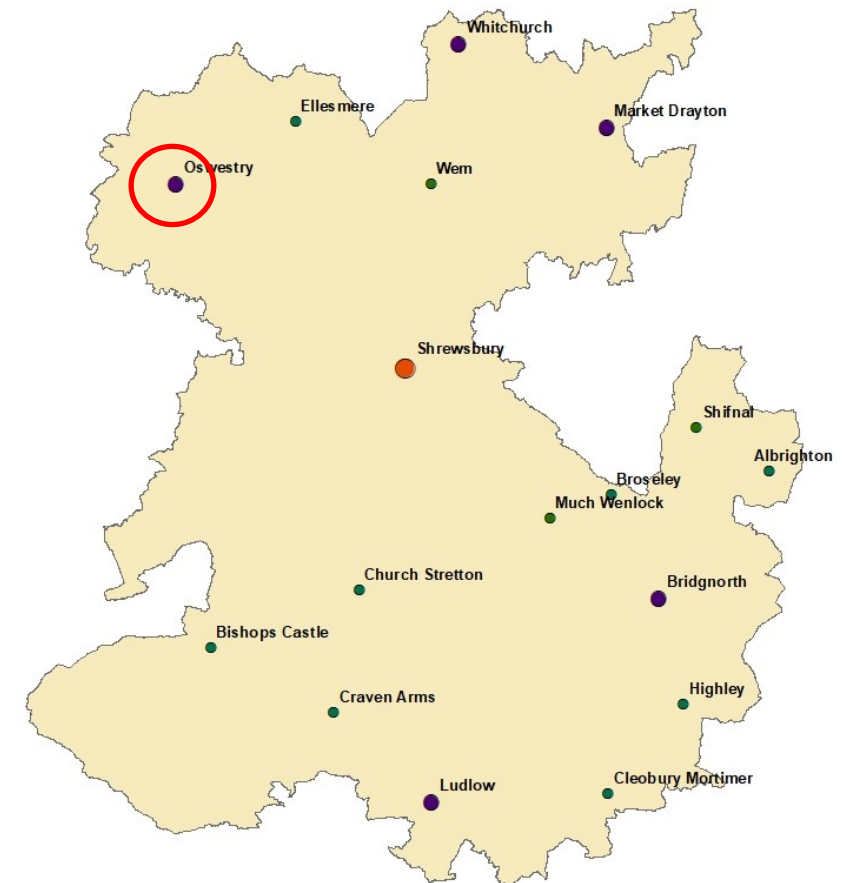 Whitchurch
Ellesmere
Market Drayton
Oswestry
Wem
Shrewsbury
Shifnal
Albrighton
Broseley
Much Wenlock
Church Stretton
Bridgnorth
Bishops Castle
Highley
Craven Arms
Cleobury Mortimer
Ludlow